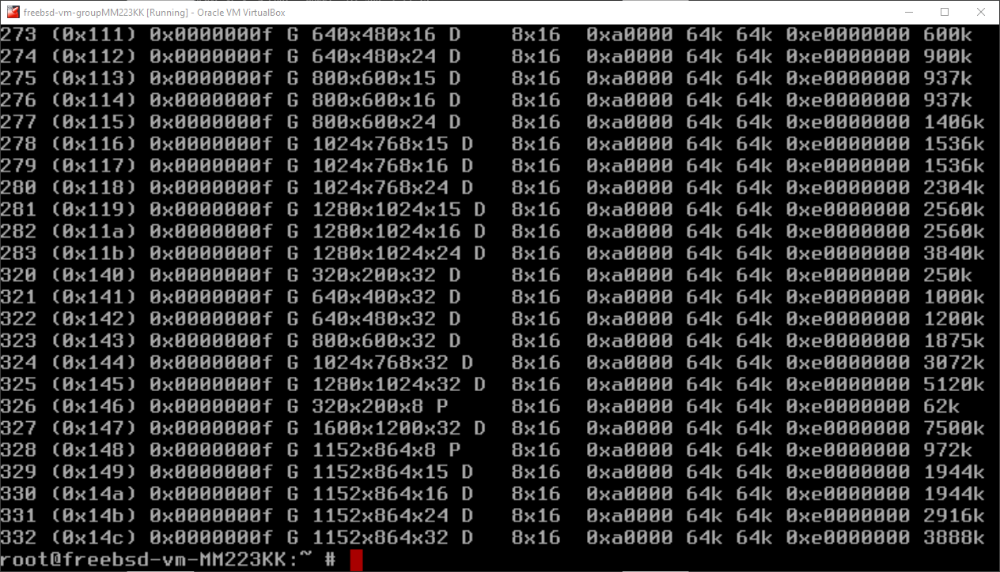 freebsd-vm-groupMM223KK [Running] - Oracle VM VirtualBox
273 (0x111) 0x0000000f G 640x480x16 D 8x16 0xa0000 64k 64k 0xe0000000 600k
274 (0x112) 0x0000000f G 640x480x24 D 8x16 0xa0000 64k 64k 0xe0000000 900k
275 (0x113) 0x0000000f G 800x600x15 D 8x16 0xa0000 64k 64k 0xe0000000 937k
276 (0x114) 0x0000000f G 800x600x16 D 8x16 0xa0000 64k 64k 0xe0000000 937k
277 (0x115) 0x0000000f G 800x600x24 D 8x16 0xa0000 64k 64k 0xe0000000 1406k
278 (0x116) 0x0000000f G 1024x768x15 D 8x16 0xa0000 64k 64k 0xe0000000 1536k
279 (0x117) 0x0000000f G 1024x768x16 D 8x16 0xa0000 64k 64k 0xe0000000 1536k
280 (0x118) 0x0000000f G 1024x768x24 D 8x16 0xa0000 64k 64k 0xe0000000 2304k
281 (0x119) 0x0000000f G 1280x1024x15 D 8x16 0xa0000 64k 64k 0xe0000000 2560k
282 (0x11a) 0x0000000f G 1280x1024x16 D 8x16 0xa0000 64k 64k 0xe0000000 2560k
283 (0x11b) 0x0000000f G 1280x1024x24 D 8x16 0xa0000 64k 64k 0xe0000000 3840k
320 (0x140) 0x0000000f G 320x200x32 D 8x16 0xa0000 64k 64k 0xe0000000 250k
321 (0x141) 0x0000000f G 640x400x32 D 8x16 0xa0000 64k 64k 0xe0000000 1000k
322 (0x142) 0x0000000f G 640x480x32 D 8x16 0xa0000 64k 64k 0xe0000000 1200k
323 (0x143) 0x0000000f G 800x600x32 D 8x16 0xa0000 64k 64k 0xe0000000 1875k
324 (0x144) 0x0000000f G 1024x768x32 D 8x16 0xa0000 64k 64k 0xe0000000 3072k
325 (0x145) 0x0000000f G 1280x1024x32 D 8x16 0xa0000 64k 64k 0xe0000000 5120k
326 (0x146) 0x0000000f G 320x200x8 P 8x16 0xa0000 64k 64k 0xe0000000 62k
327 (0x147) 0x0000000f G 1600x1200x32 D 8x16 0xa0000 64k 64k 0xe0000000 7500k
328 (0x148) 0x0000000f G 1152x864x8 P 8x16 0xa0000 64k 64k 0xe0000000 972k
329 (0x149) 0x0000000f G 1152x864x15 D 8x16 0xa0000 64k 64k 0xe0000000 1944k
330 (0x14a) 0x0000000f G 1152x864x16 D 8x16 0xa0000 64k 64k 0xe0000000 1944k
331 (0x14b) 0x0000000f G 1152x864x24 D 8x16 0xa0000 64k 64k 0xe0000000 2916k
332 (0x14c) 0x0000000f G 1152x864x32 D 8x16 0xa0000 64k 64k 0xe0000000 3888k
root@freebsd-vm-MM223KK:~ #